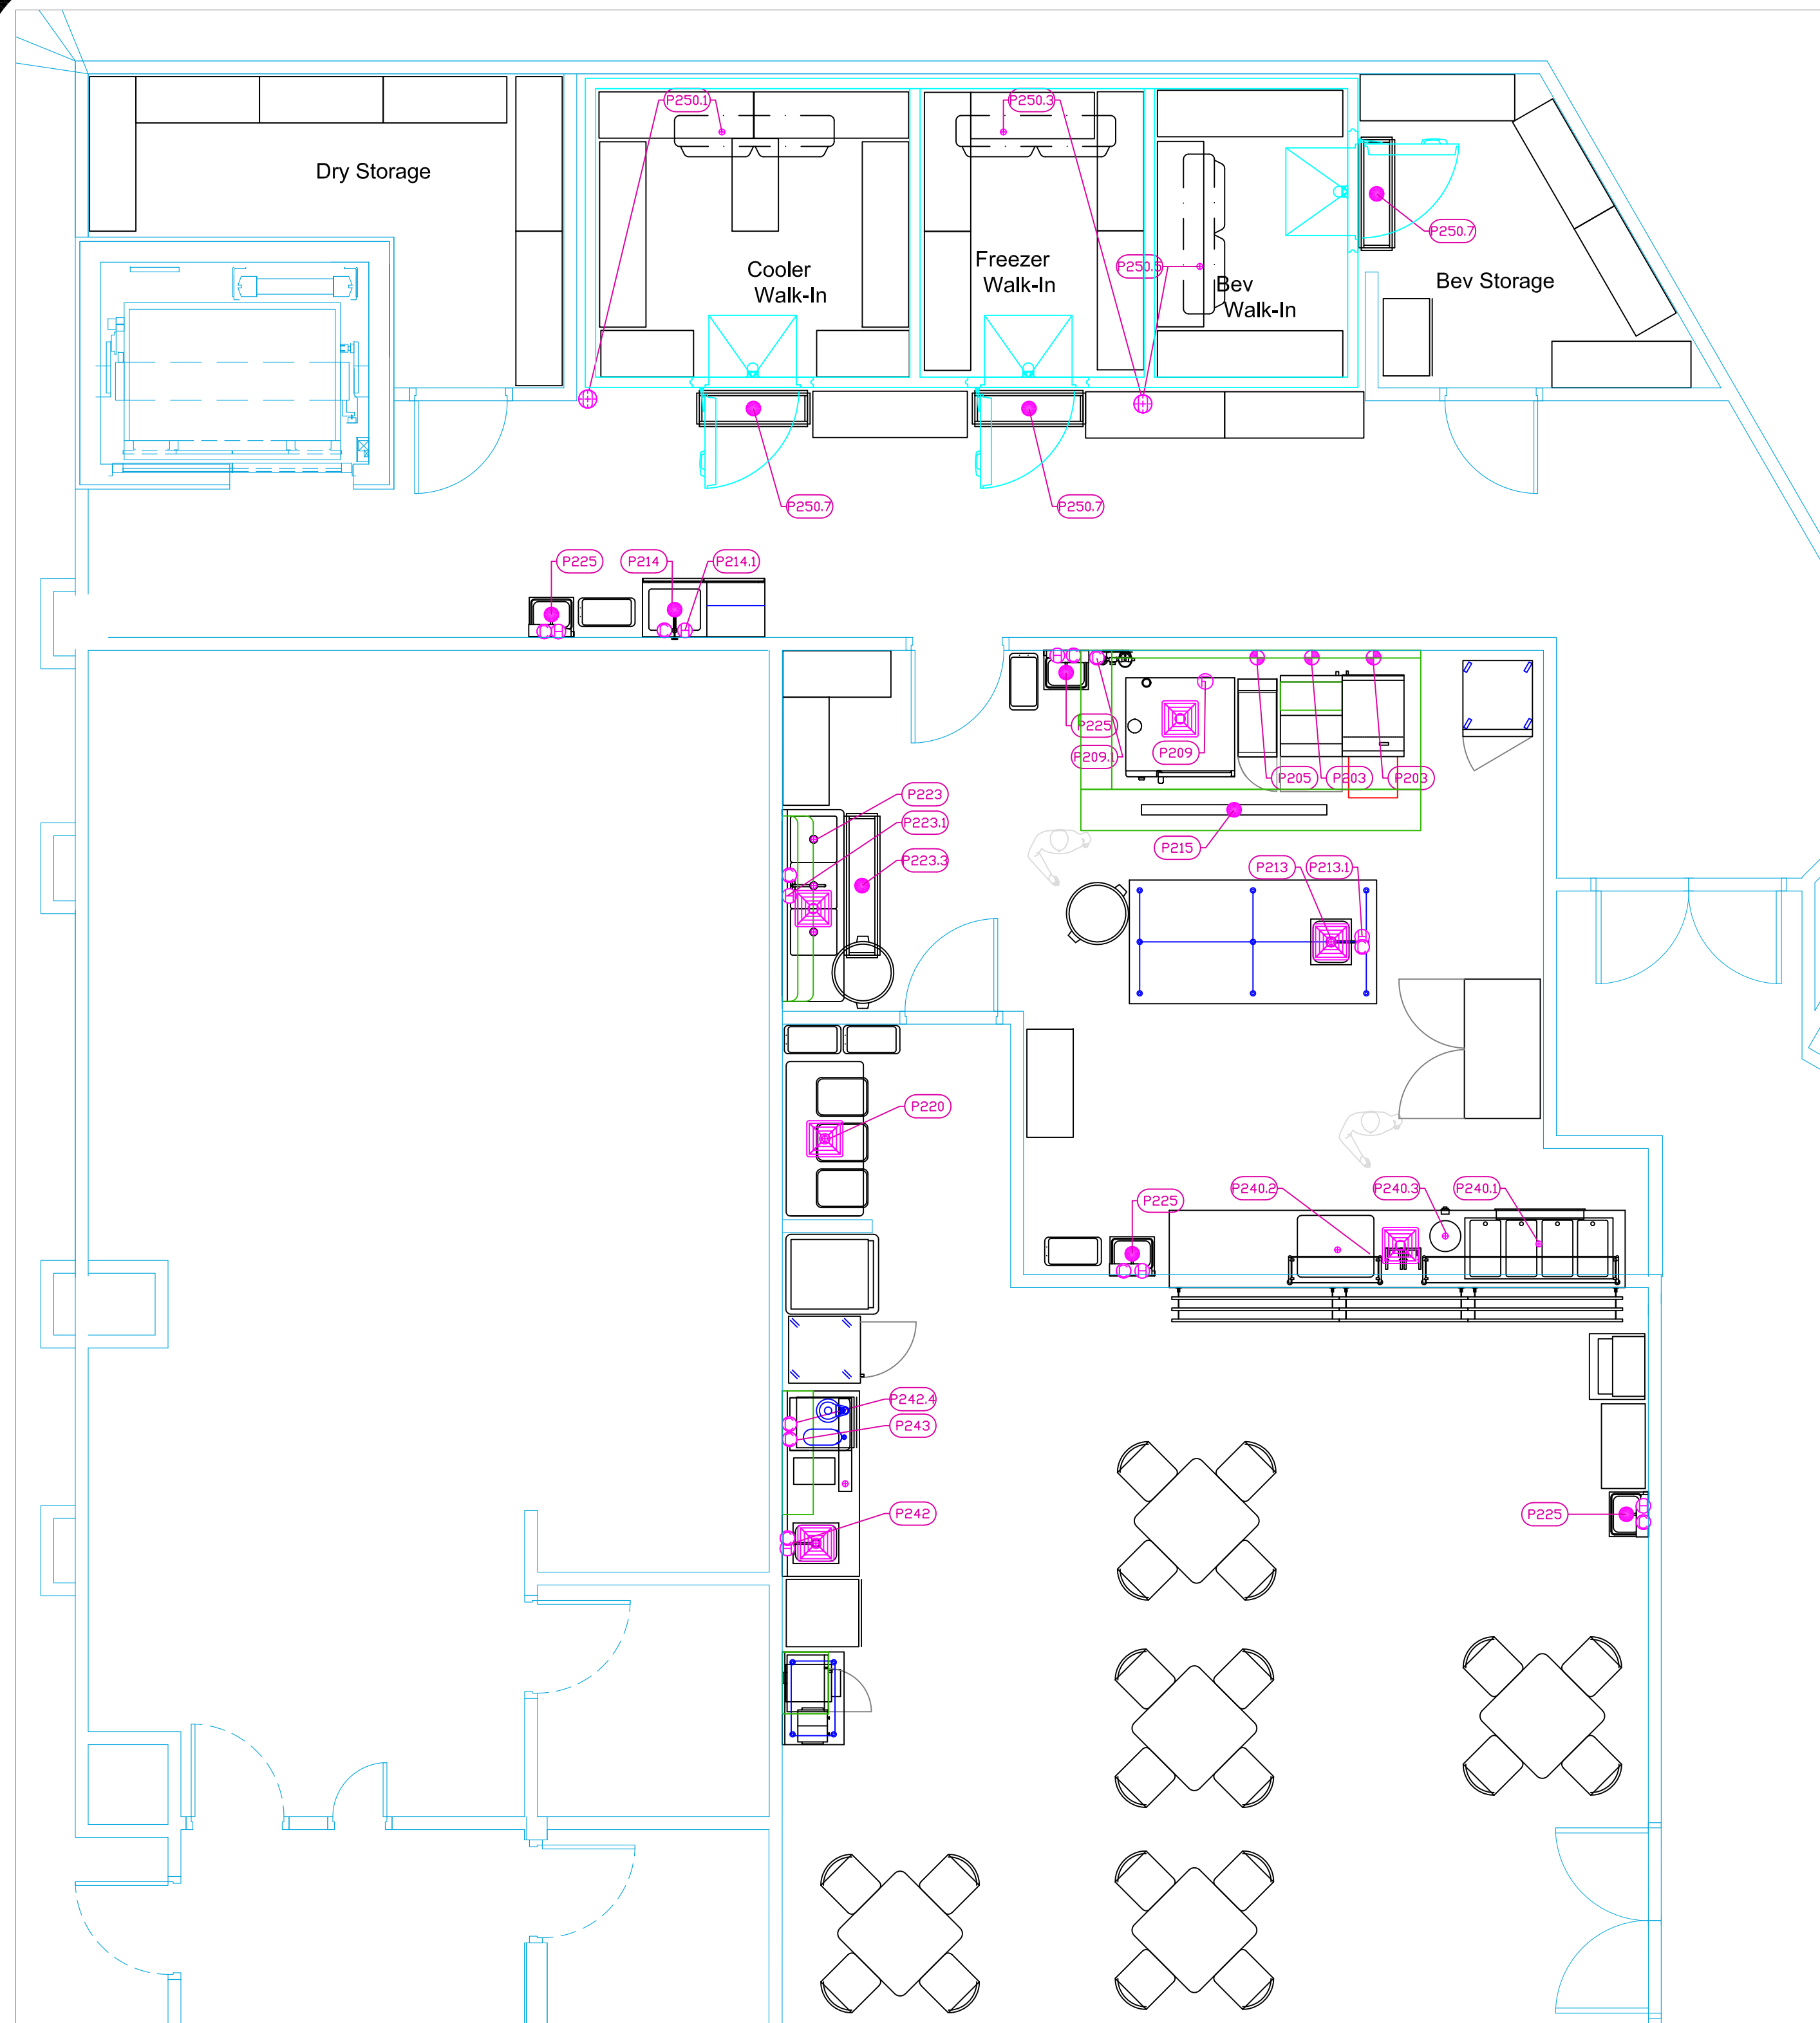 P250.1
P250.3
Dry Storage
P250.7
Cooler
Walk-In
Freezer
Walk-In
P250.5
Bev
Walk-In
Bev Storage
P250.7
P250.7
P225
P214
P214.1
P225
P209.1
P209
P205
P203
P203
P223
P223.1
P223.3
P215
P213
P213.1
P220
P225
P240.2
P240.3
P240.1
P242.4
P243
P242
P225